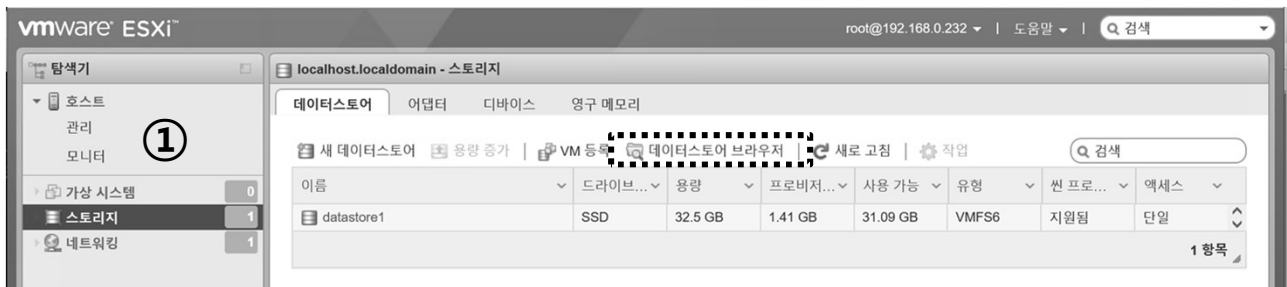 vmware ESXi™
root@192.168.0.232 | 도움말 | 검색
탐색기
호스트
관리
모니터
①
가상 시스템 0
스토리지 1
네트워킹 1
localhost.localdomain - 스토리지
데이터스토어 어댑터 디바이스 영구 메모리
새 데이터스토어 용량 증가 | VM 등록 데이터스토어 브라우저 | 새로 고침 | 작업 검색
이름 드라이브... 용량 프로비저... 사용 가능 유형 씬 프로... 액세스
datastore1 SSD 32.5 GB 1.41 GB 31.09 GB VMFS6 지원됨 단일
1 항목